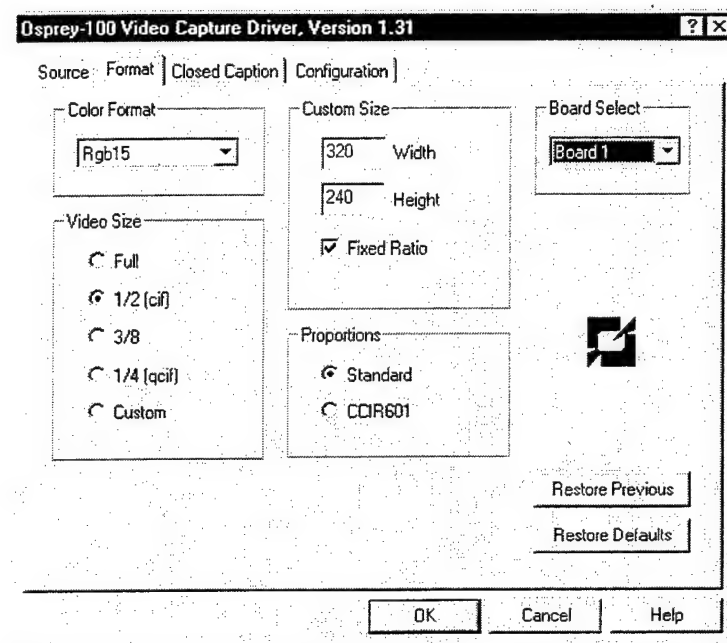 Osprey-100 Video Capture Driver, Version 1.31
Source Format Closed Caption Configuration
Color Format
Rgb15
Video Size
Full
1/2 (cif)
3/8
1/4 (qcif)
Custom
Custom Size
320 Width
240 Height
Fixed Ratio
Proportions
Standard
CCIR601
Board Select
Board 1
Restore Previous
Restore Defaults
OK Cancel Help